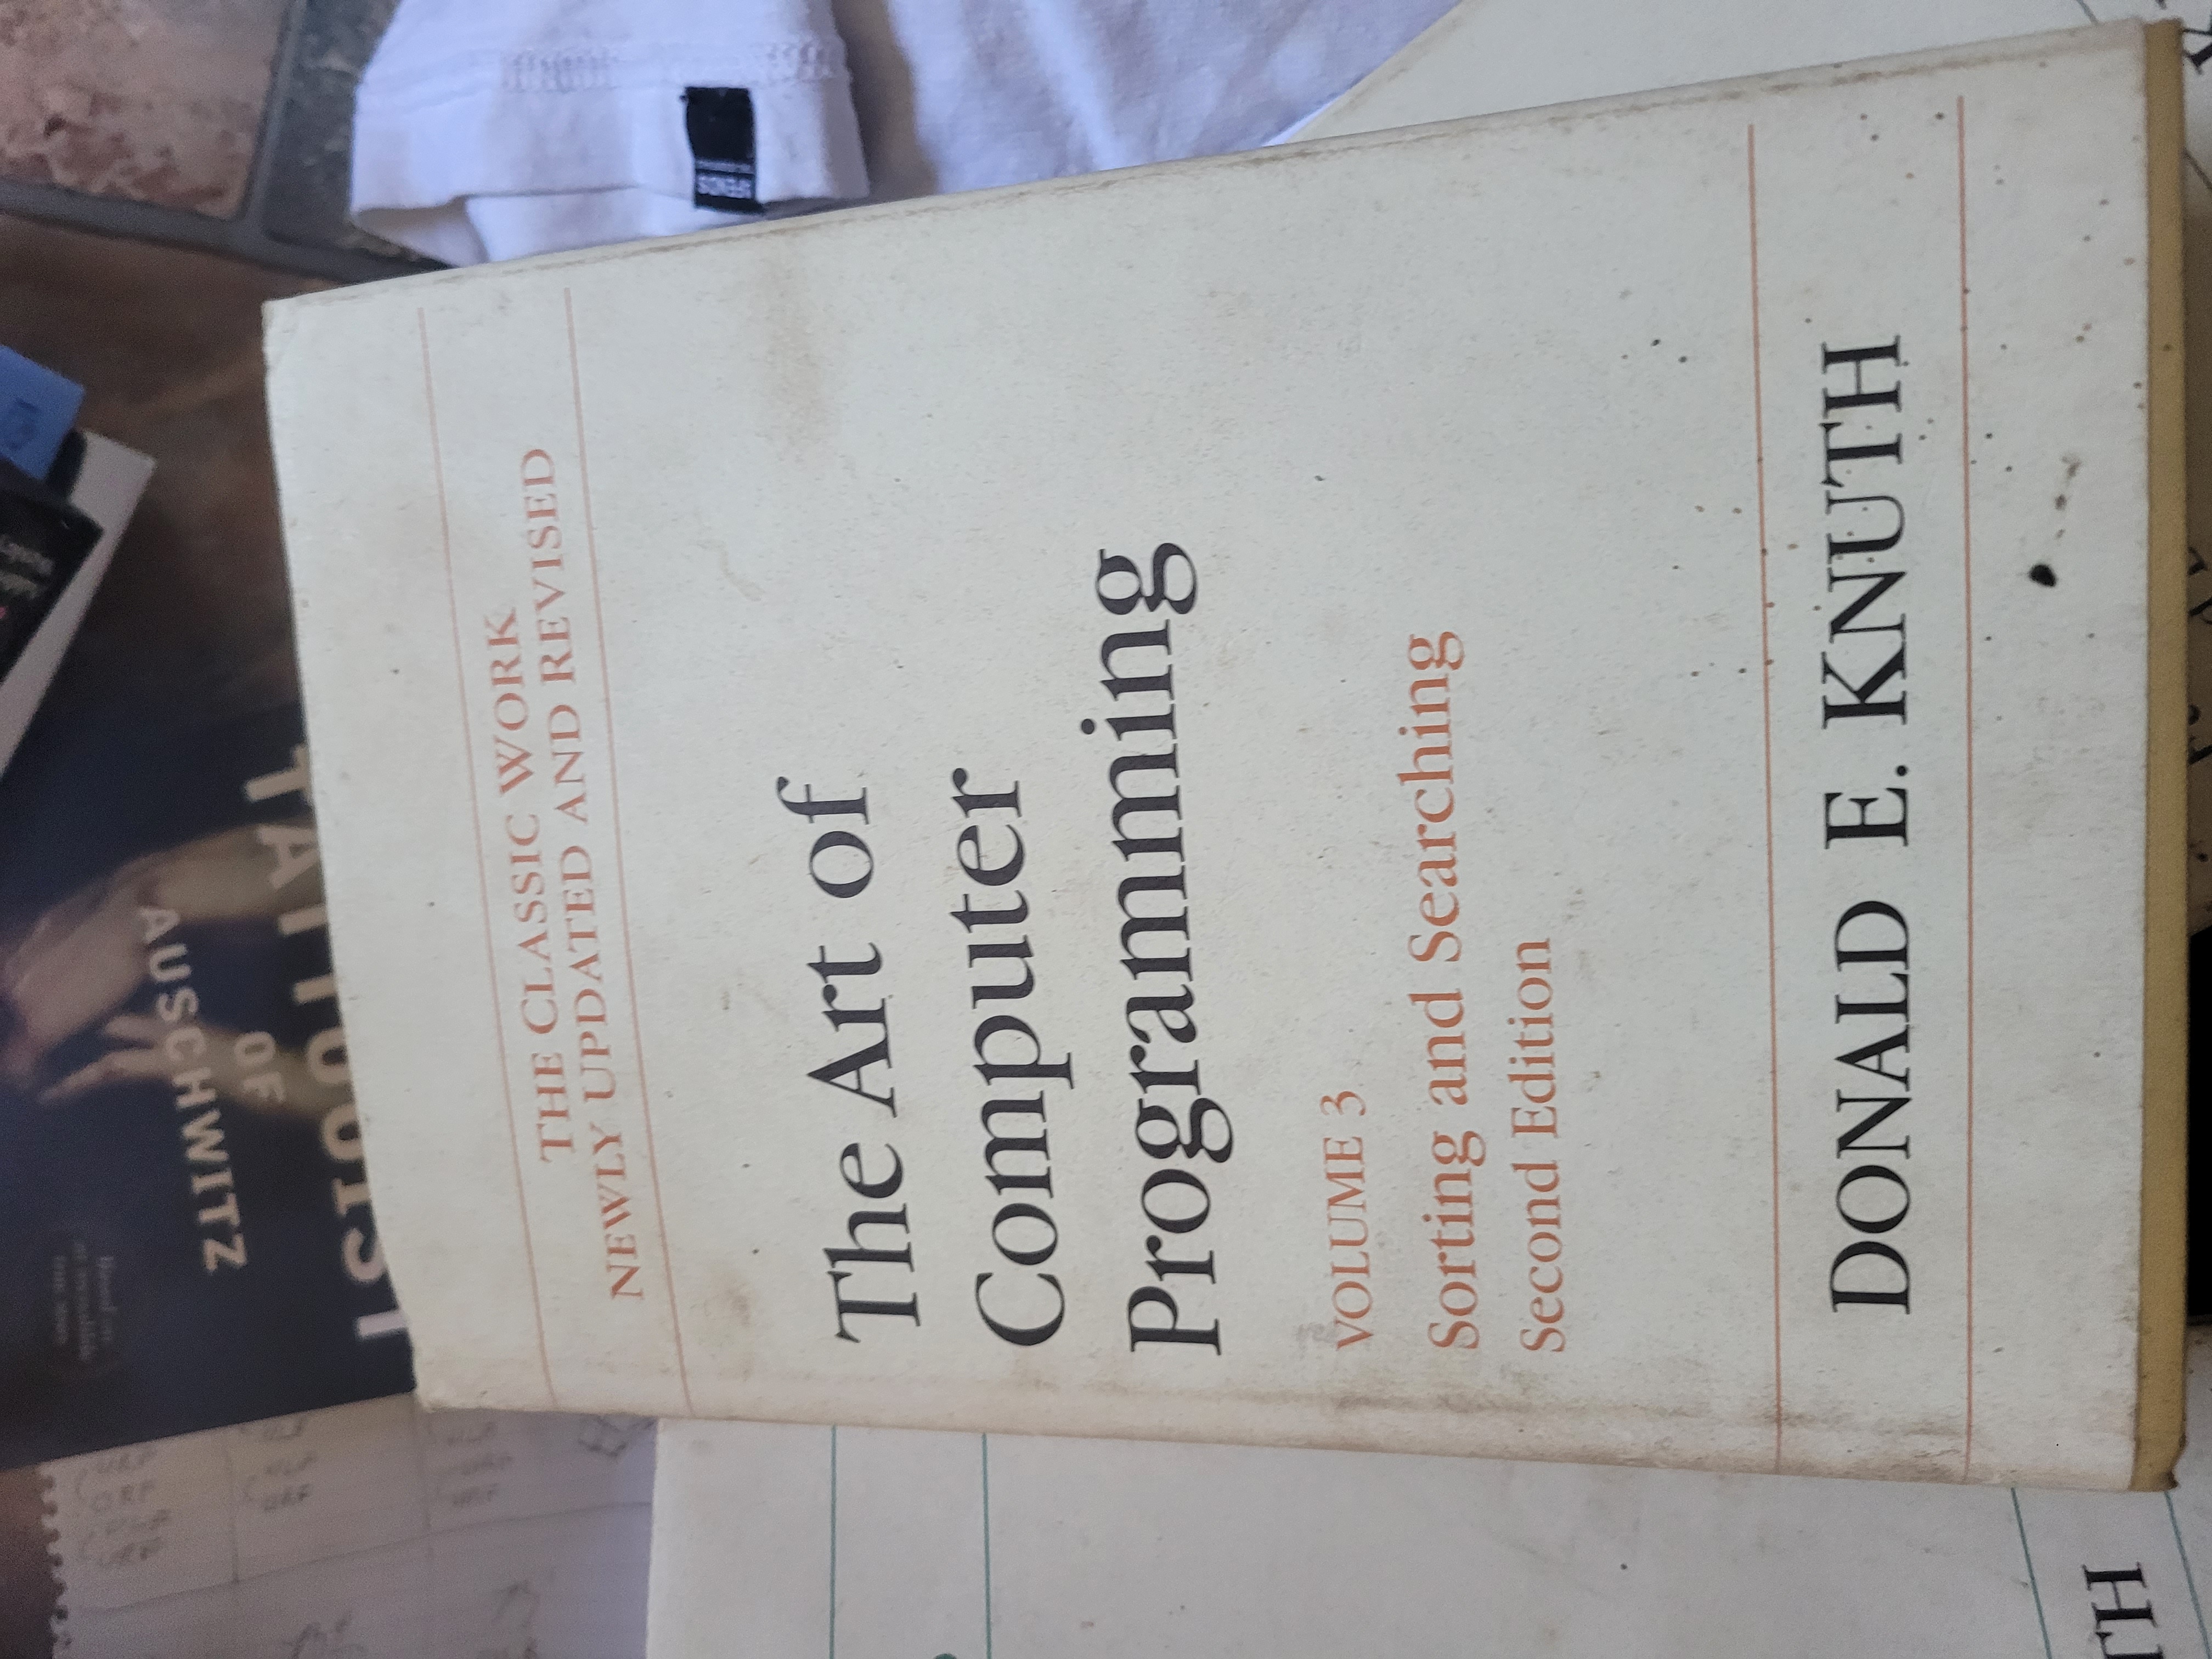 AUSCHWITZ
OF
TATTOOIST
THE CLASSIC WORK
NEWLY UPDATED AND REVISED
The Art of
Computer
Programming
VOLUME 3
Sorting and Searching
Second Edition
DONALD E. KNUTH
TH